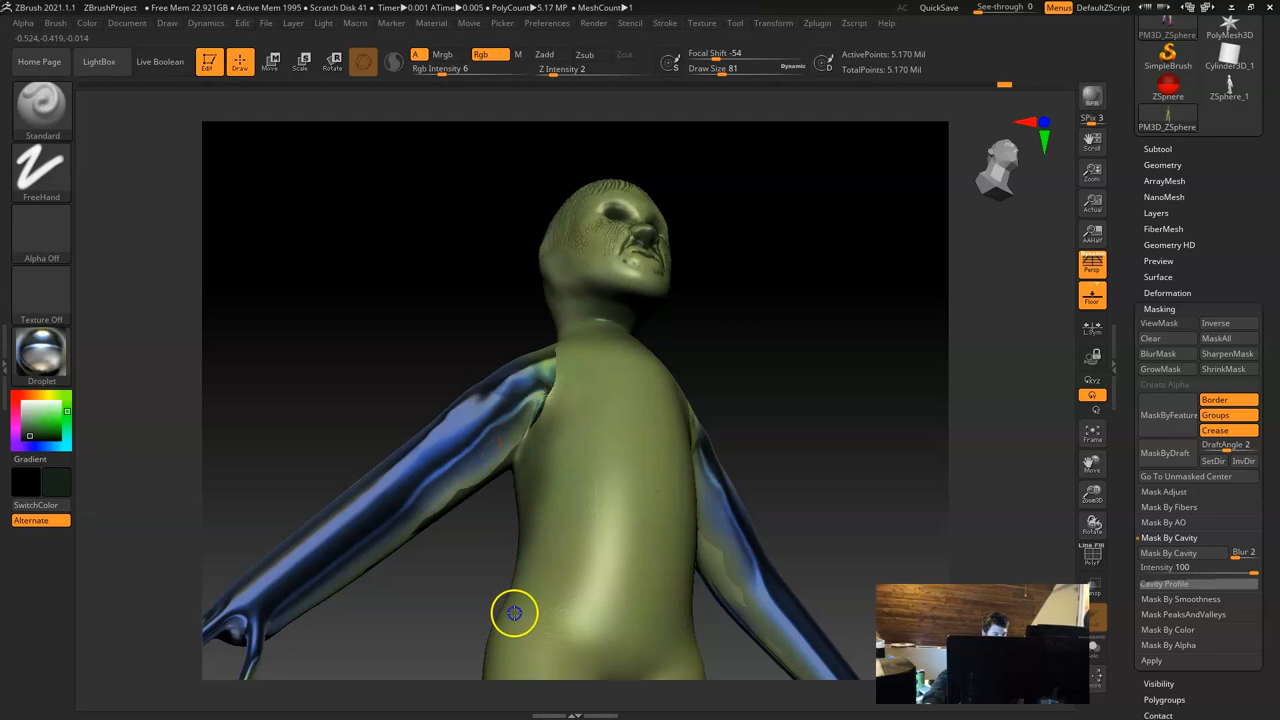 ZBrush 2021.1.1 ZBrushProject • Free Mem 22.921GB • Active Mem 1995 • Scratch Disk 41 • Timer▶0.001 ATime▶0.005 • PolyCount▶5.17 MP • MeshCount▶1 AC QuickSave See-through 0 Menus DefaultZScript
Alpha Brush Color Document Draw Dynamics Edit File Layer Light Macro Marker Material Movie Picker Preferences Render Stencil Stroke Texture Tool Transform Zplugin Zscript Help
-0.524,-0.419,-0.014
Home Page LightBox Live Boolean
Edit Draw Move Scale Rotate
A Mrgb Rgb M Zadd Zsub Zcut
Rgb Intensity 6 Z Intensity 2
Focal Shift -54
Draw Size 81 Dynamic
S D
ActivePoints: 5.170 Mil
TotalPoints: 5.170 Mil
Standard
FreeHand
Alpha Off
Texture Off
Droplet
Gradient
SwitchColor
Alternate
BPR
SPix 3
Scroll
Zoom
Actual
AAHalf
Persp
Floor
L.Sym
XYZ
Frame
Move
Zoom3D
Rotate
Line Fill
PolyF
PM3D_ZSphere PolyMesh3D
SimpleBrush Cylinder3D_1
ZSphere ZSphere_1
PM3D_ZSphere
Subtool
Geometry
ArrayMesh
NanoMesh
Layers
FiberMesh
Geometry HD
Preview
Surface
Deformation
Masking
ViewMask Inverse
Clear MaskAll
BlurMask SharpenMask
GrowMask ShrinkMask
Create Alpha
MaskByFeature Border
Groups
Crease
MaskByDraft DraftAngle 2
SetDir InvDir
Go To Unmasked Center
Mask Adjust
Mask By Fibers
Mask By AO
Mask By Cavity
Mask By Cavity Blur 2
Intensity 100
Cavity Profile
Mask By Smoothness
Mask PeaksAndValleys
Mask By Color
Mask By Alpha
Apply
Visibility
Polygroups
Contact